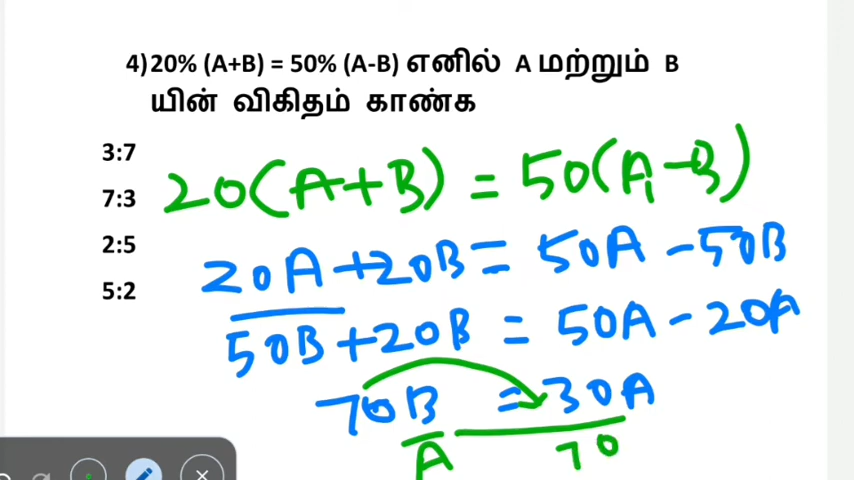 4)20% (A+B) = 50% (A-B) எனில் A மற்றும் B
யின் விகிதம் காண்க
3:7
7:3
2:5
5:2
20(A+B) = 50(A-B)
20A+20B = 50A-50B
50B+20B = 50A-20A
70B = 30A
A 70